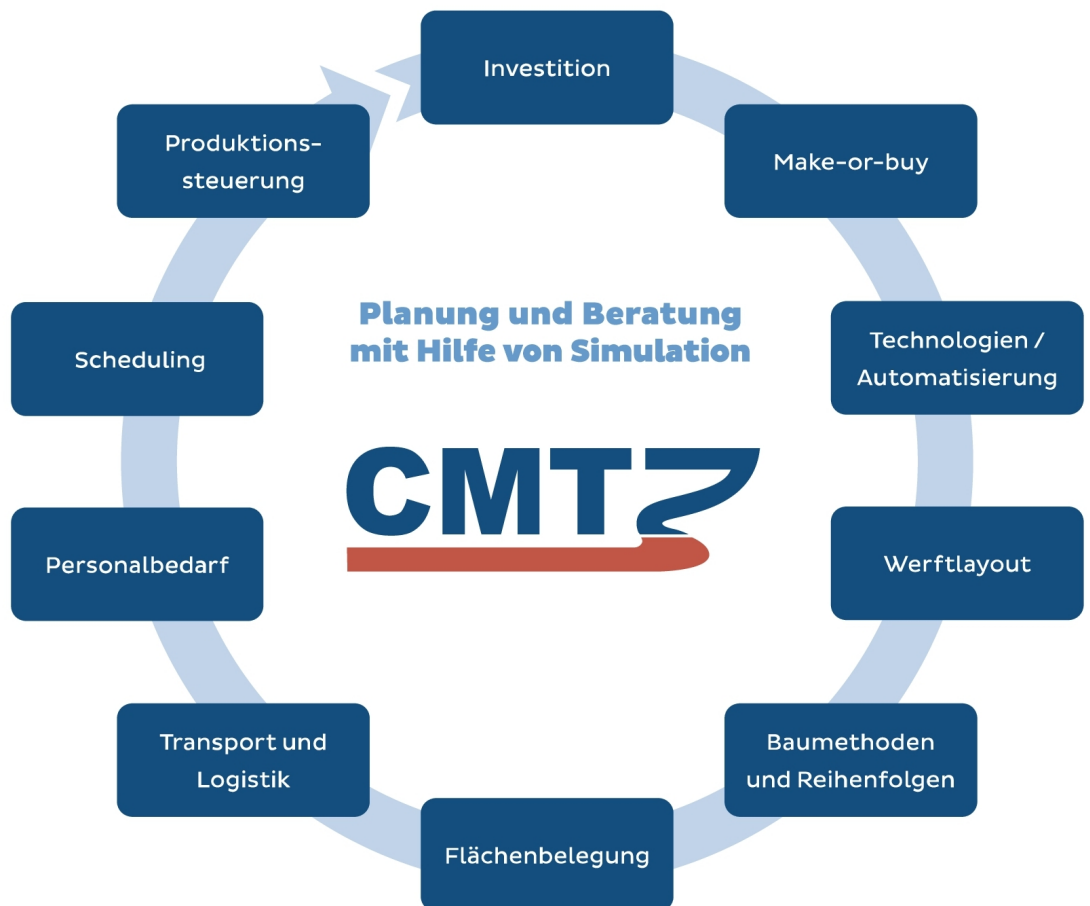 Investition
Make-or-buy
Technologien /
Automatisierung
Werftlayout
Baumethoden
und Reihenfolgen
Flächenbelegung
Transport und
Logistik
Personalbedarf
Scheduling
Produktions-
steuerung
Planung und Beratung
mit Hilfe von Simulation
CMT